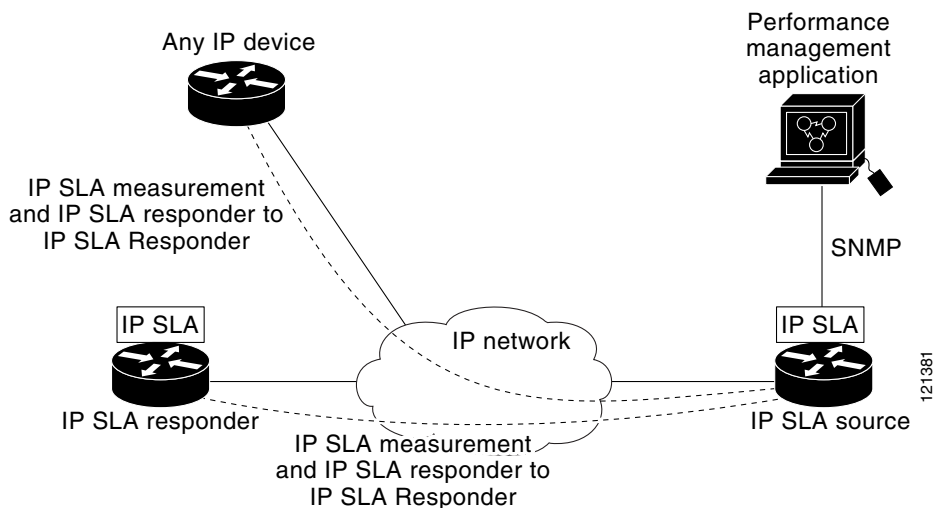 Any IP device
Performance
management
application
IP SLA measurement
and IP SLA responder to
IP SLA Responder
SNMP
IP SLA
IP network
IP SLA
IP SLA responder
IP SLA source
IP SLA measurement
and IP SLA responder to
IP SLA Responder
121381